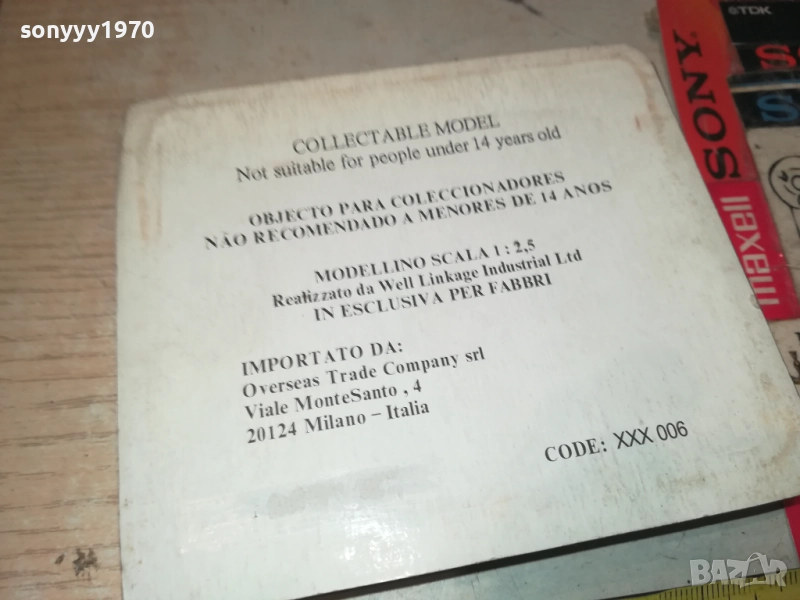 sonyyy1970
COLLECTABLE MODEL
Not suitable for people under 14 years old
OBJECTO PARA COLECCIONADORES
NÃO RECOMENDADO A MENORES DE 14 ANOS
MODELLINO SCALA 1 : 2,5
Realizzato da Well Linkage Industrial Ltd
IN ESCLUSIVA PER FABBRI
IMPORTATO DA:
Overseas Trade Company srl
Viale MonteSanto , 4
20124 Milano – Italia
CODE: XXX 006
SONY
maxell
TDK
BAZAR